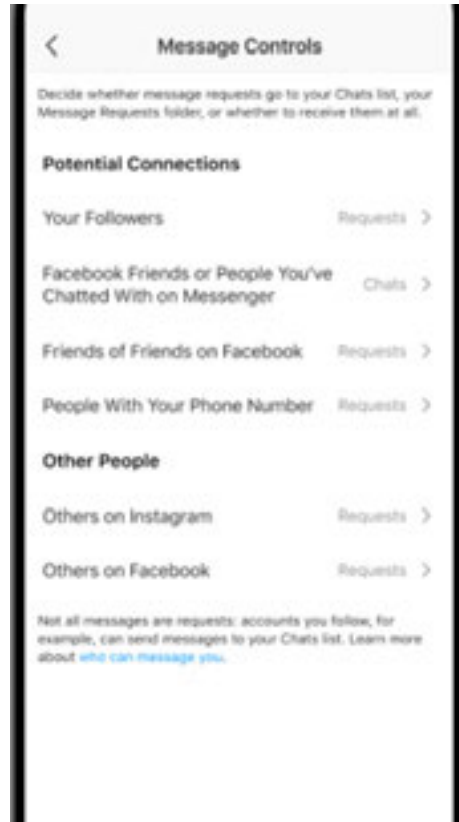 Message Controls
Decide whether message requests go to your Chats list, your
Message Requests folder, or whether to receive them at all.
Potential Connections
Your Followers Requests
Facebook Friends or People You've
Chatted With on Messenger Chats
Friends of Friends on Facebook Requests
People With Your Phone Number Requests
Other People
Others on Instagram Requests
Others on Facebook Requests
Not all messages are requests: accounts you follow, for
example, can send messages to your Chats list. Learn more
about who can message you.